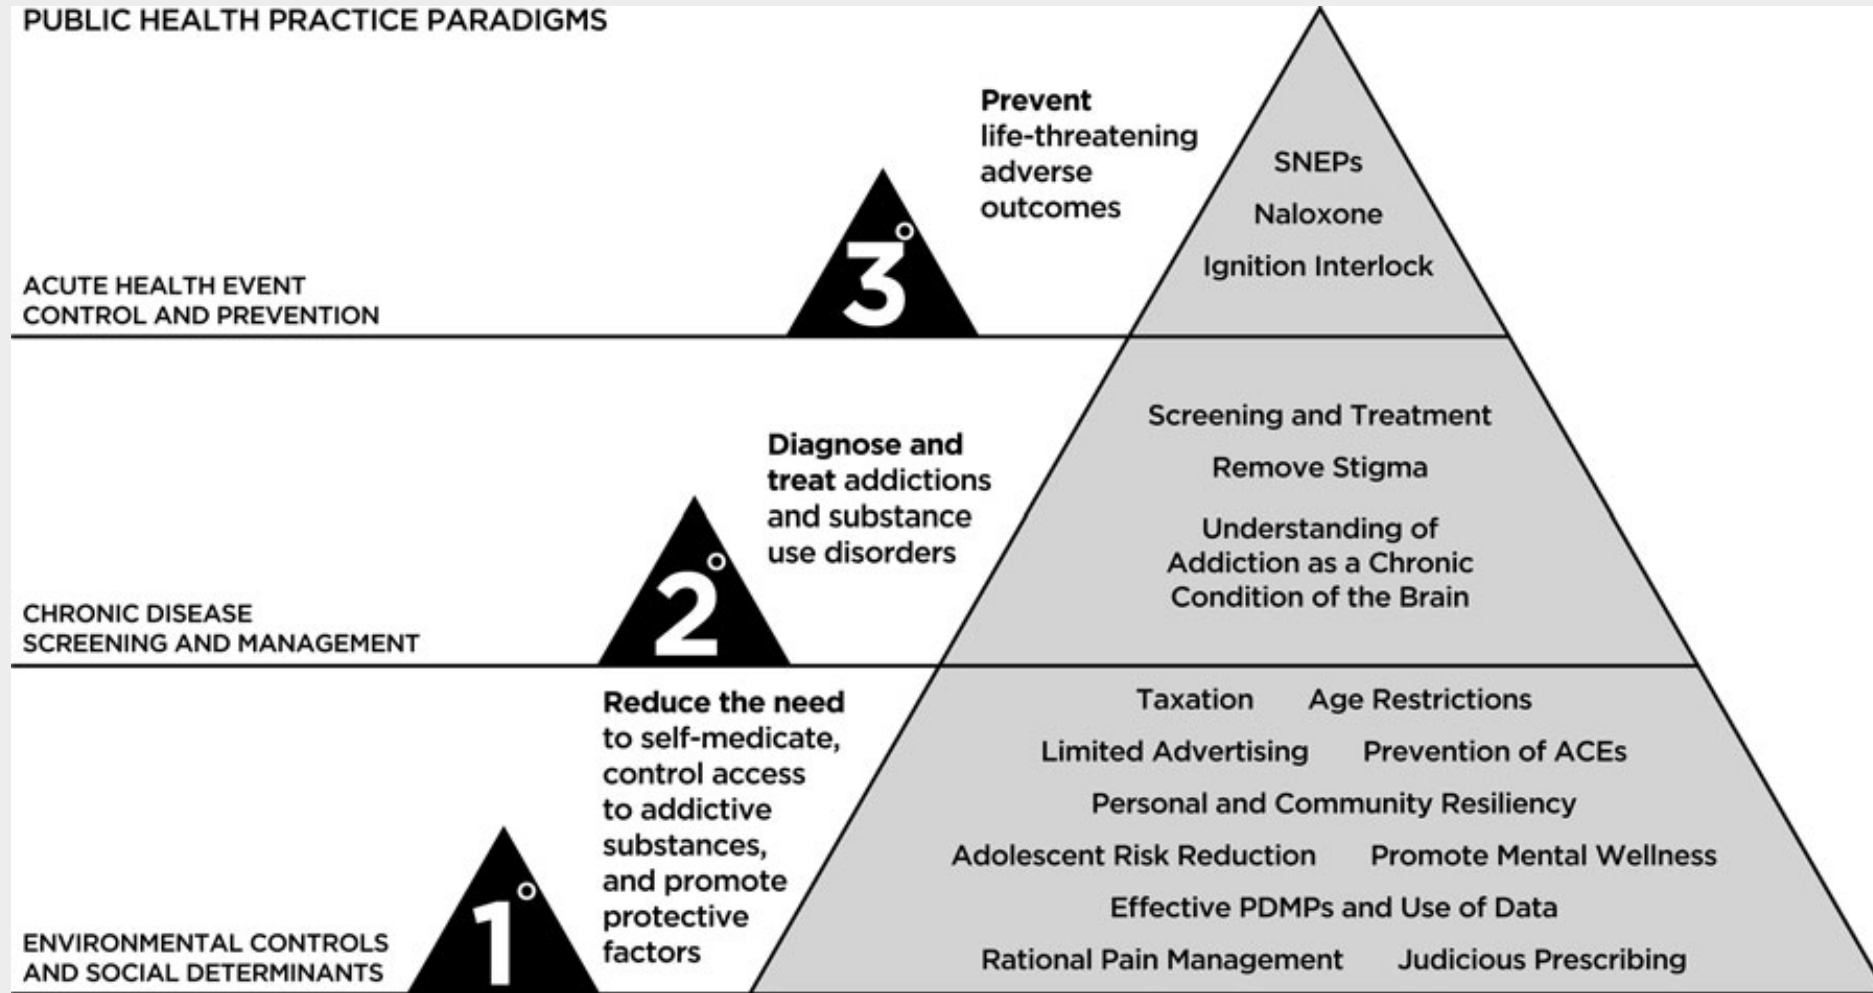 PUBLIC HEALTH PRACTICE PARADIGMS
Prevent
life-threatening
adverse
outcomes
3°
ACUTE HEALTH EVENT
CONTROL AND PREVENTION
SNEPs
Naloxone
Ignition Interlock
Diagnose and
treat addictions
and substance
use disorders
2°
CHRONIC DISEASE
SCREENING AND MANAGEMENT
Screening and Treatment
Remove Stigma
Understanding of
Addiction as a Chronic
Condition of the Brain
Reduce the need
to self-medicate,
control access
to addictive
substances,
and promote
protective
factors
1°
ENVIRONMENTAL CONTROLS
AND SOCIAL DETERMINANTS
Taxation Age Restrictions
Limited Advertising Prevention of ACEs
Personal and Community Resiliency
Adolescent Risk Reduction Promote Mental Wellness
Effective PDMPs and Use of Data
Rational Pain Management Judicious Prescribing